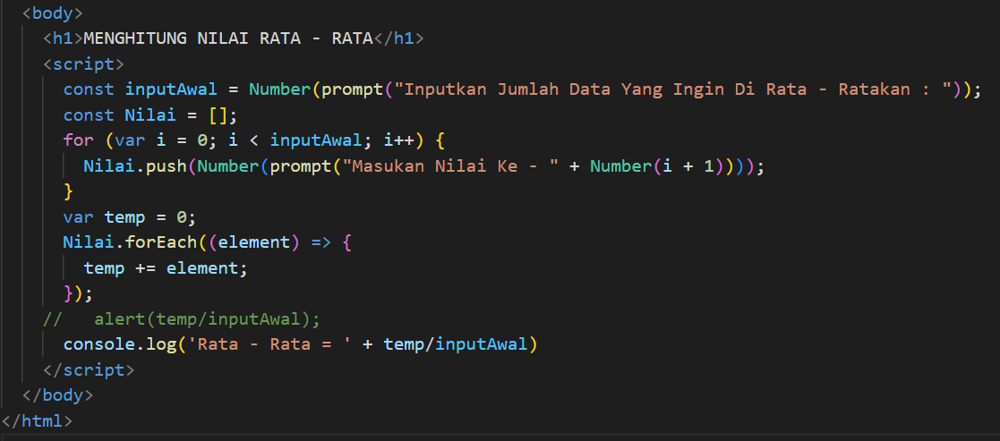 <body>
<h1>MENGHITUNG NILAI RATA - RATA</h1>
<script>
const inputAwal = Number(prompt("Inputkan Jumlah Data Yang Ingin Di Rata - Ratakan : "));
const Nilai = [];
for (var i = 0; i < inputAwal; i++) {
Nilai.push(Number(prompt("Masukan Nilai Ke - " + Number(i + 1))));
}
var temp = 0;
Nilai.forEach((element) => {
temp += element;
});
//   alert(temp/inputAwal);
console.log('Rata - Rata = ' + temp/inputAwal)
</script>
</body>
</html>